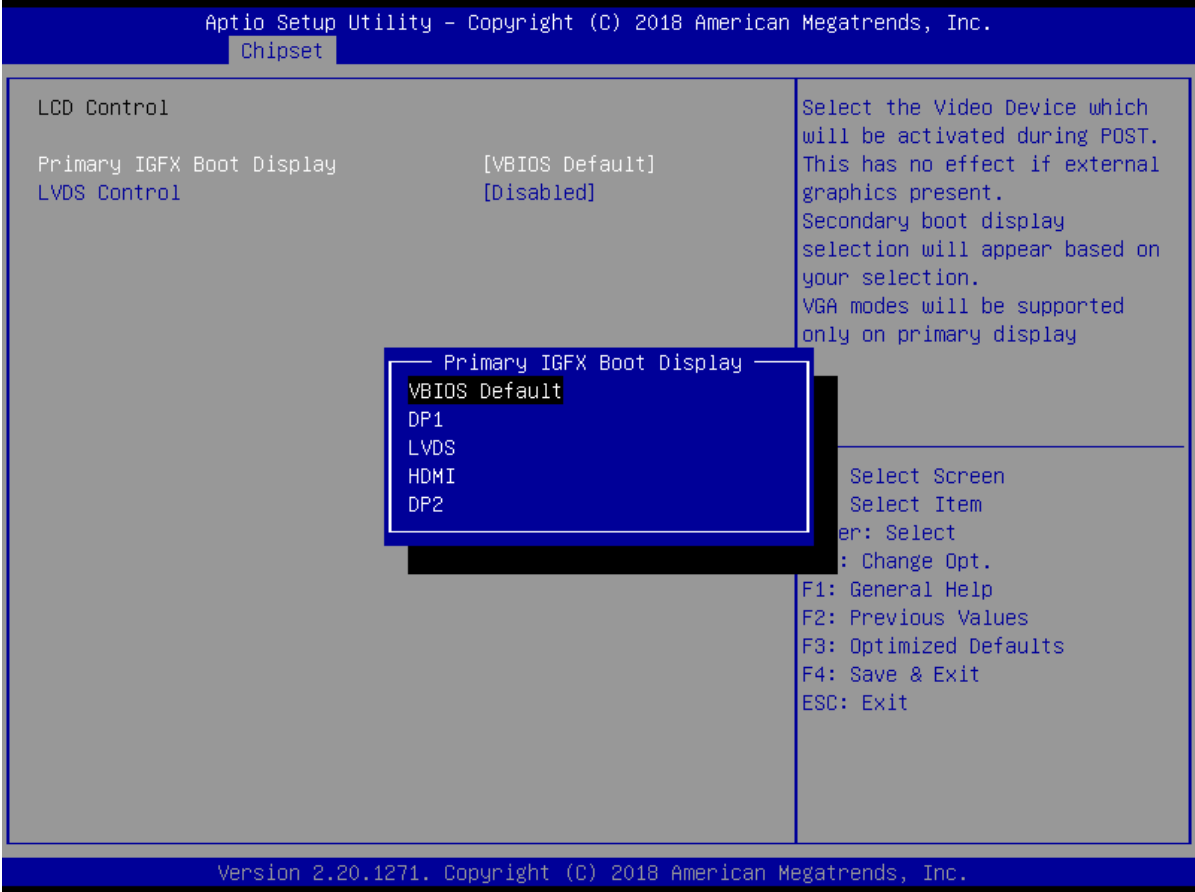 Aptio Setup Utility – Copyright (C) 2018 American Megatrends, Inc.
Chipset
LCD Control
Primary IGFX Boot Display [VBIOS Default]
LVDS Control [Disabled]
Select the Video Device which
will be activated during POST.
This has no effect if external
graphics present.
Secondary boot display
selection will appear based on
your selection.
VGA modes will be supported
only on primary display
Primary IGFX Boot Display
VBIOS Default
DP1
LVDS
HDMI
DP2
Select Screen
Select Item
er: Select
: Change Opt.
F1: General Help
F2: Previous Values
F3: Optimized Defaults
F4: Save & Exit
ESC: Exit
Version 2.20.1271. Copyright (C) 2018 American Megatrends, Inc.